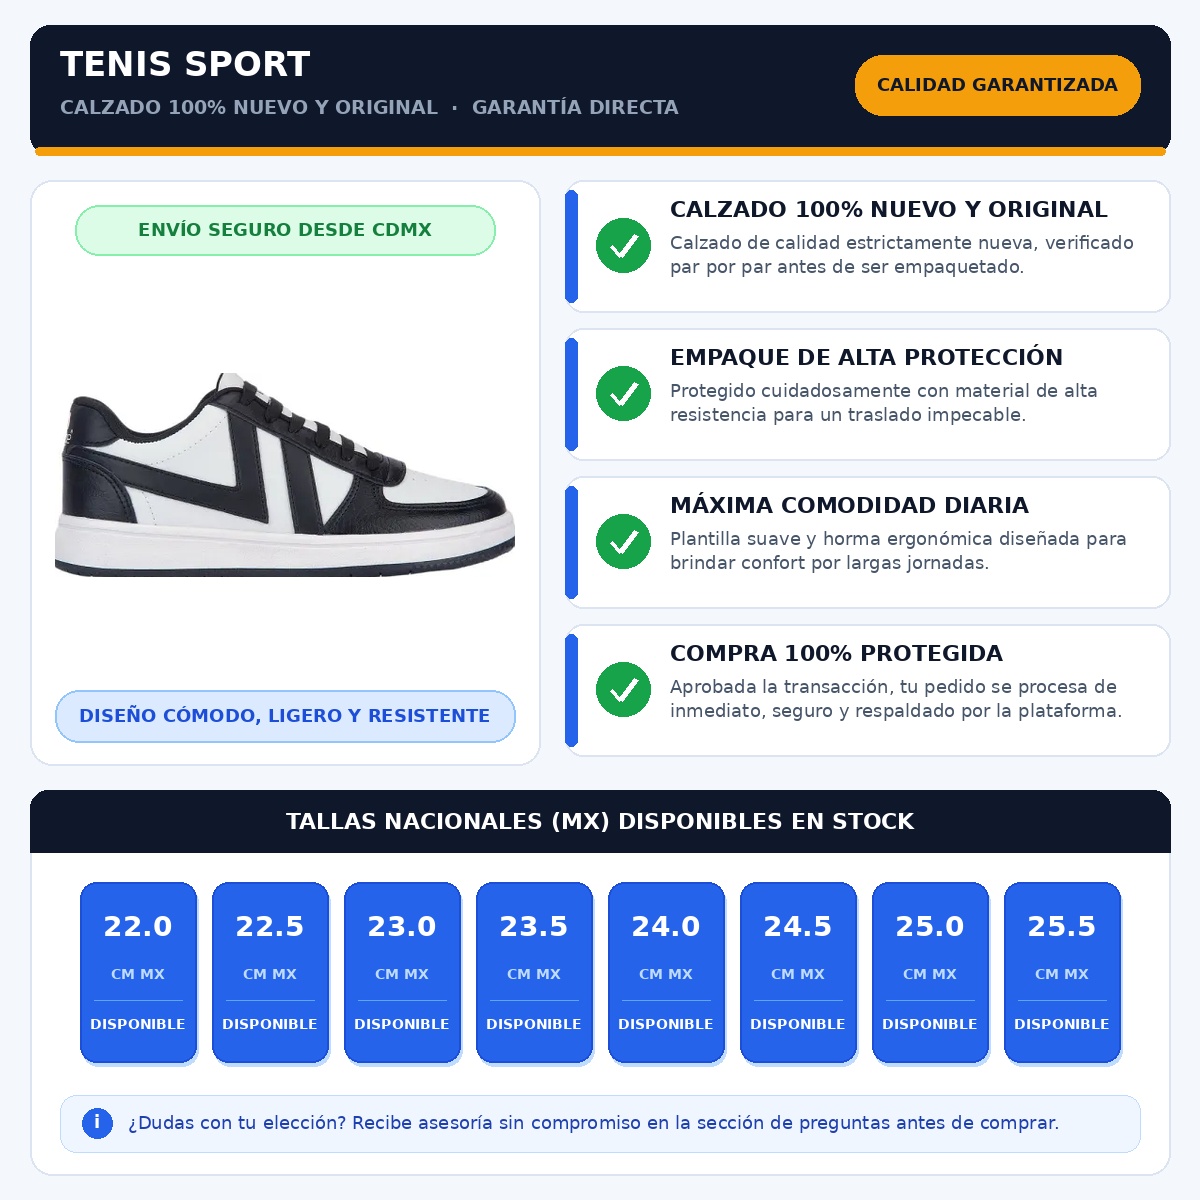 TENIS SPORT
CALZADO 100% NUEVO Y ORIGINAL · GARANTÍA DIRECTA
CALIDAD GARANTIZADA
ENVÍO SEGURO DESDE CDMX
DISEÑO CÓMODO, LIGERO Y RESISTENTE
CALZADO 100% NUEVO Y ORIGINAL
Calzado de calidad estrictamente nueva, verificado
par por par antes de ser empaquetado.
EMPAQUE DE ALTA PROTECCIÓN
Protegido cuidadosamente con material de alta
resistencia para un traslado impecable.
MÁXIMA COMODIDAD DIARIA
Plantilla suave y horma ergonómica diseñada para
brindar confort por largas jornadas.
COMPRA 100% PROTEGIDA
Aprobada la transacción, tu pedido se procesa de
inmediato, seguro y respaldado por la plataforma.
TALLAS NACIONALES (MX) DISPONIBLES EN STOCK
22.0 22.5 23.0 23.5 24.0 24.5 25.0 25.5
CM MX CM MX CM MX CM MX CM MX CM MX CM MX CM MX
DISPONIBLE DISPONIBLE DISPONIBLE DISPONIBLE DISPONIBLE DISPONIBLE DISPONIBLE DISPONIBLE
i ¿Dudas con tu elección? Recibe asesoría sin compromiso en la sección de preguntas antes de comprar.